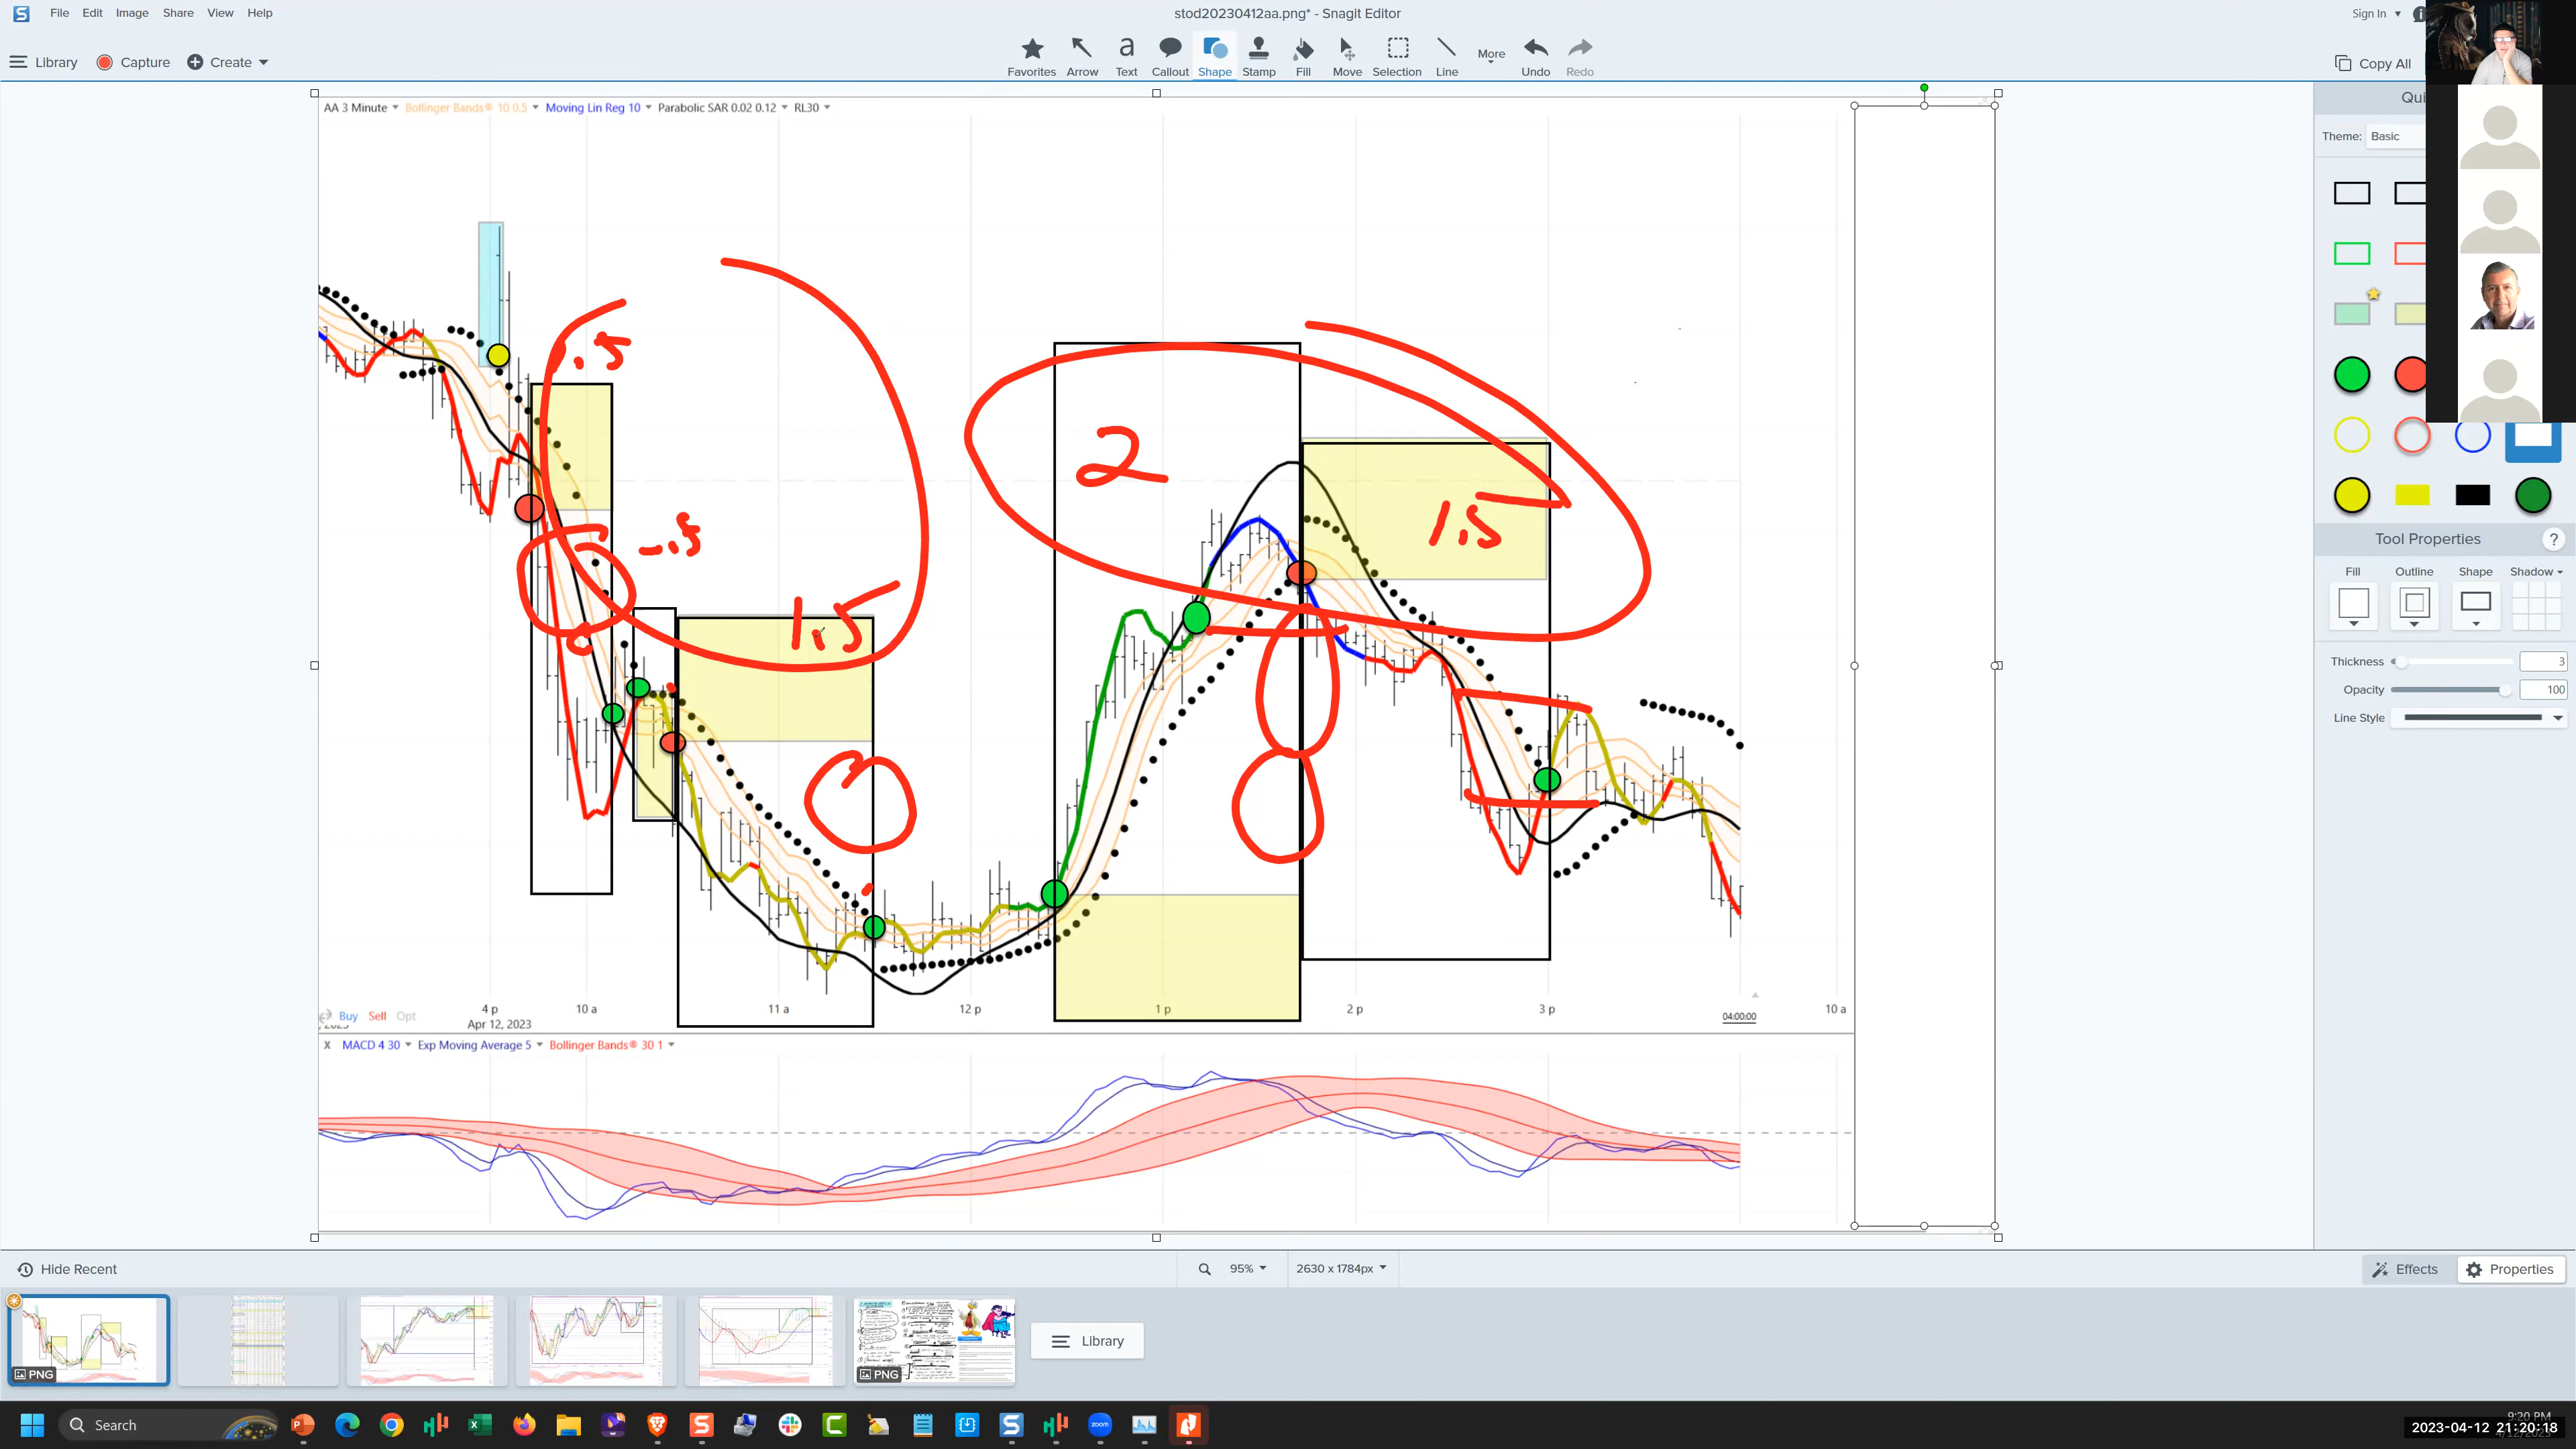 File Edit Image Share View Help
stod20230412aa.png* - Snagit Editor
Sign In
Library Capture Create
Favorites Arrow Text Callout Shape Stamp Fill Move Selection Line More Undo Redo
Copy All
Qui
Theme: Basic
AA 3 Minute Bollinger Bands® 10 0.5 Moving Lin Reg 10 Parabolic SAR 0.02 0.12 RL30
.5
-.5
1.5
2
1.5
Tool Properties ?
Fill Outline Shape Shadow
Thickness 3
Opacity 100
Line Style
4 p 10 a 11 a 12 p 1 p 2 p 3 p 10 a
Buy Sell Opt
Apr 12, 2023
04:00:00
X MACD 4 30 Exp Moving Average 5 Bollinger Bands® 30 1
Hide Recent
95% 2630 x 1784px
Effects Properties
PNG
PNG
Library
Search
zoom
9:20 PM
2023-04-12 21:20:18